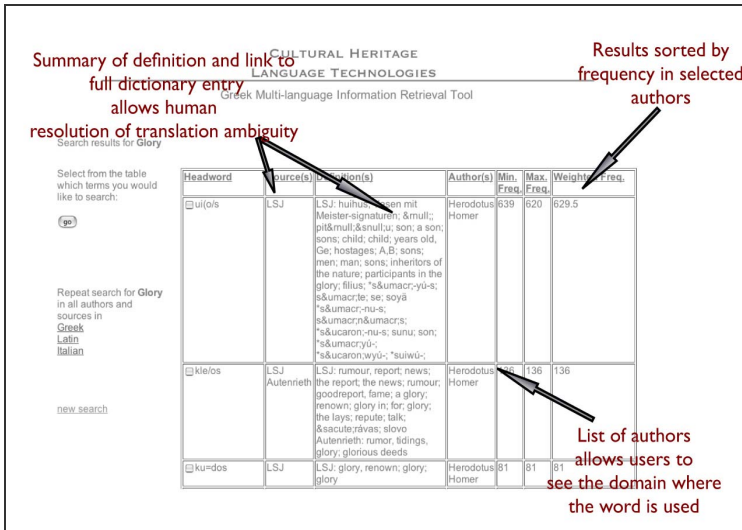 CULTURAL HERITAGE
LANGUAGE TECHNOLOGIES
Greek Multi-language Information Retrieval Tool
Summary of definition and link to
full dictionary entry
allows human
resolution of translation ambiguity
Results sorted by
frequency in selected
authors
Search results for Glory
Select from the table
which terms you would
like to search:
go
Repeat search for Glory
in all authors and
sources in
Greek
Latin
Italian
new search
Headword Source(s) Definition(s) Author(s) Min. Freq. Max. Freq. Weighted Freq.
ui(o/s LSJ
LSJ: huihus; mit
Meister-signaturen; &mull;;
pit&mull;&snull;u; son; a son;
sons; child; child; years old,
Ge; hostages; A,B; sons;
men; man; sons; inheritors of
the nature; participants in the
glory; filius; *s&umacr;-yú-s;
s&umacr;te; se; soyä
*s&umacr;-nu-s;
s&umacr;n&umacr;s;
*s&ucaron;-nu-s; sunu; son;
*s&umacr;yú-;
*s&ucaron;wyú-; *suiwú-;
Herodotus
Homer
639 620 629.5
kle/os LSJ
Autenrieth
LSJ: rumour, report; news;
the report; the news; rumour;
goodreport, fame; a glory;
renown; glory in; for; glory;
the lays; repute; talk;
&sacute;rávas; slovo
Autenrieth: rumor, tidings,
glory; glorious deeds
Herodotus
Homer
136 136 136
ku=dos LSJ
LSJ: glory, renown; glory;
glory
Herodotus
Homer
81 81 81
List of authors
allows users to
see the domain where
the word is used